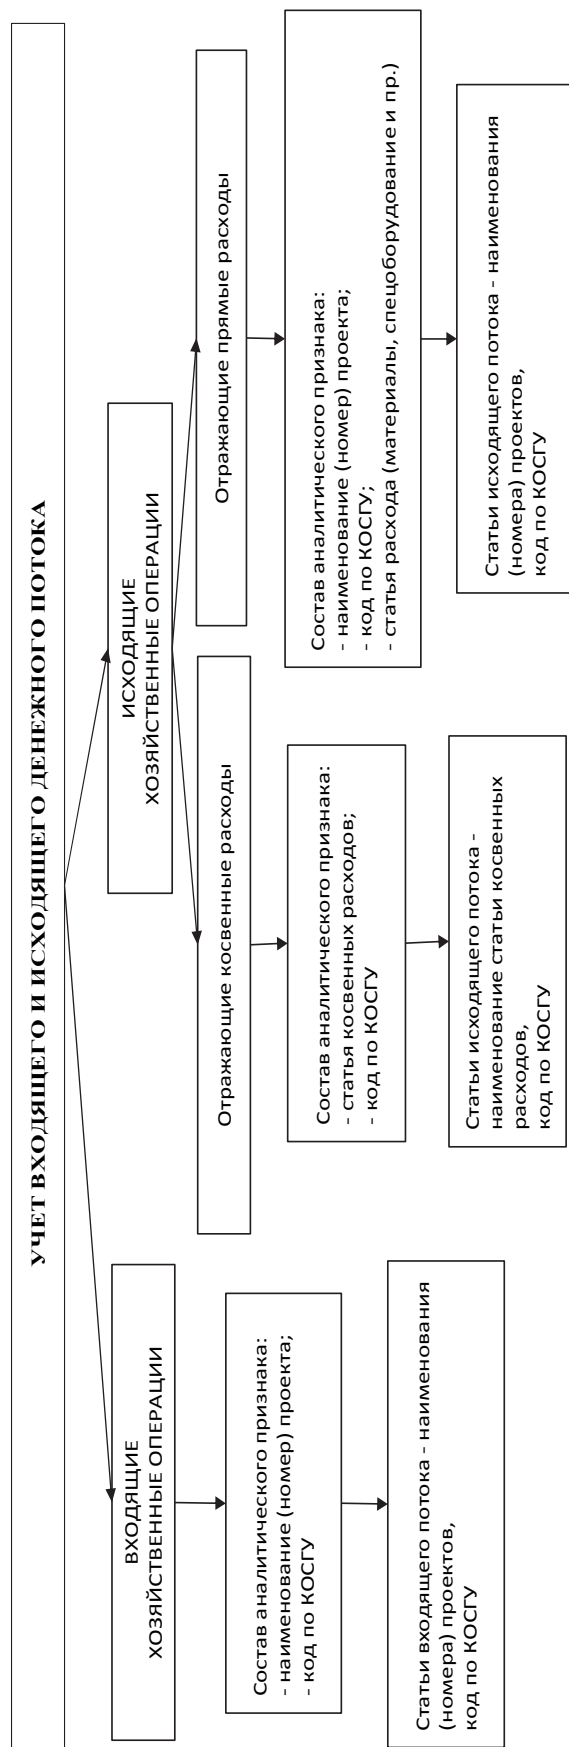 УЧЕТ ВХОДЯЩЕГО И ИСХОДЯЩЕГО ДЕНЕЖНОГО ПОТОКА
ВХОДЯЩИЕ
ХОЗЯЙСТВЕННЫЕ ОПЕРАЦИИ
Состав аналитического признака:
- наименование (номер) проекта;
- код по КОСГУ
Статьи входящего потока - наименования
(номера) проектов,
код по КОСГУ
ИСХОДЯЩИЕ
ХОЗЯЙСТВЕННЫЕ ОПЕРАЦИИ
Отражающие косвенные расходы
Состав аналитического признака:
- статья косвенных расходов;
- код по КОСГУ
Статьи исходящего потока -
наименование статьи косвенных
расходов,
код по КОСГУ
Отражающие прямые расходы
Состав аналитического признака:
- наименование (номер) проекта;
- код по КОСГУ;
- статья расхода (материалы, спецоборудование и пр.)
Статьи исходящего потока - наименования
(номера) проектов,
код по КОСГУ